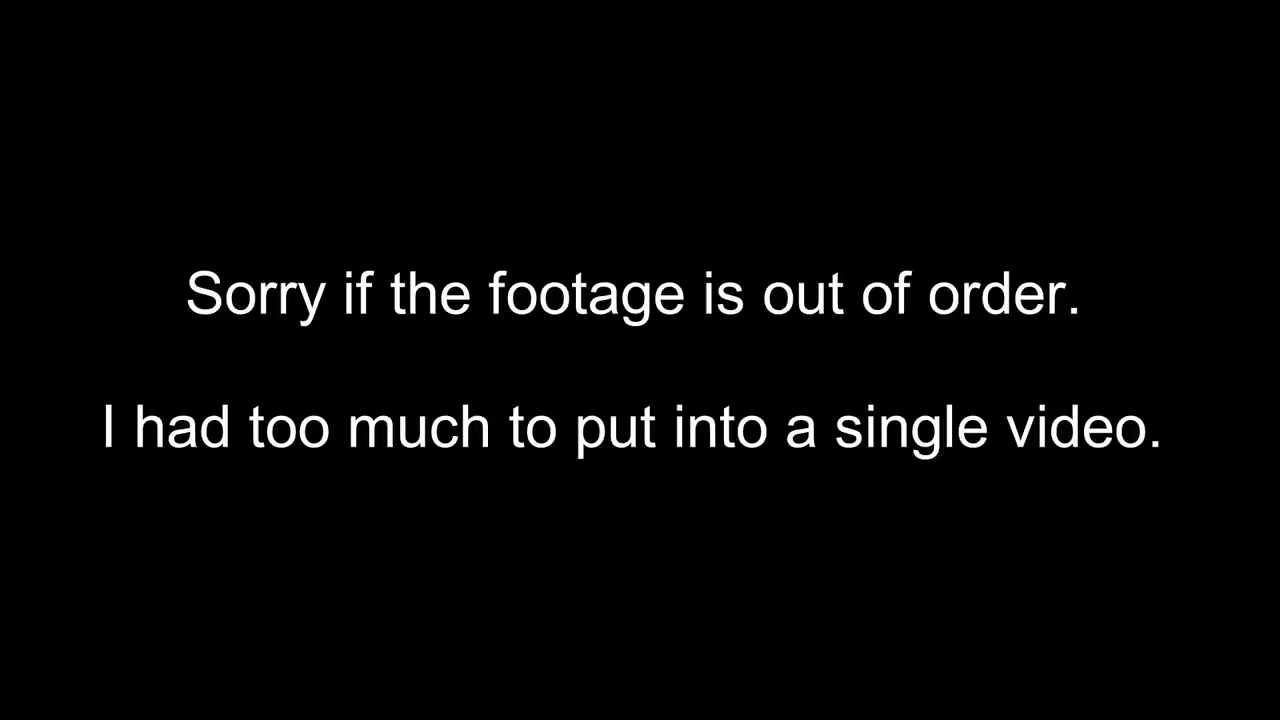 Sorry if the footage is out of order.
I had too much to put into a single video.